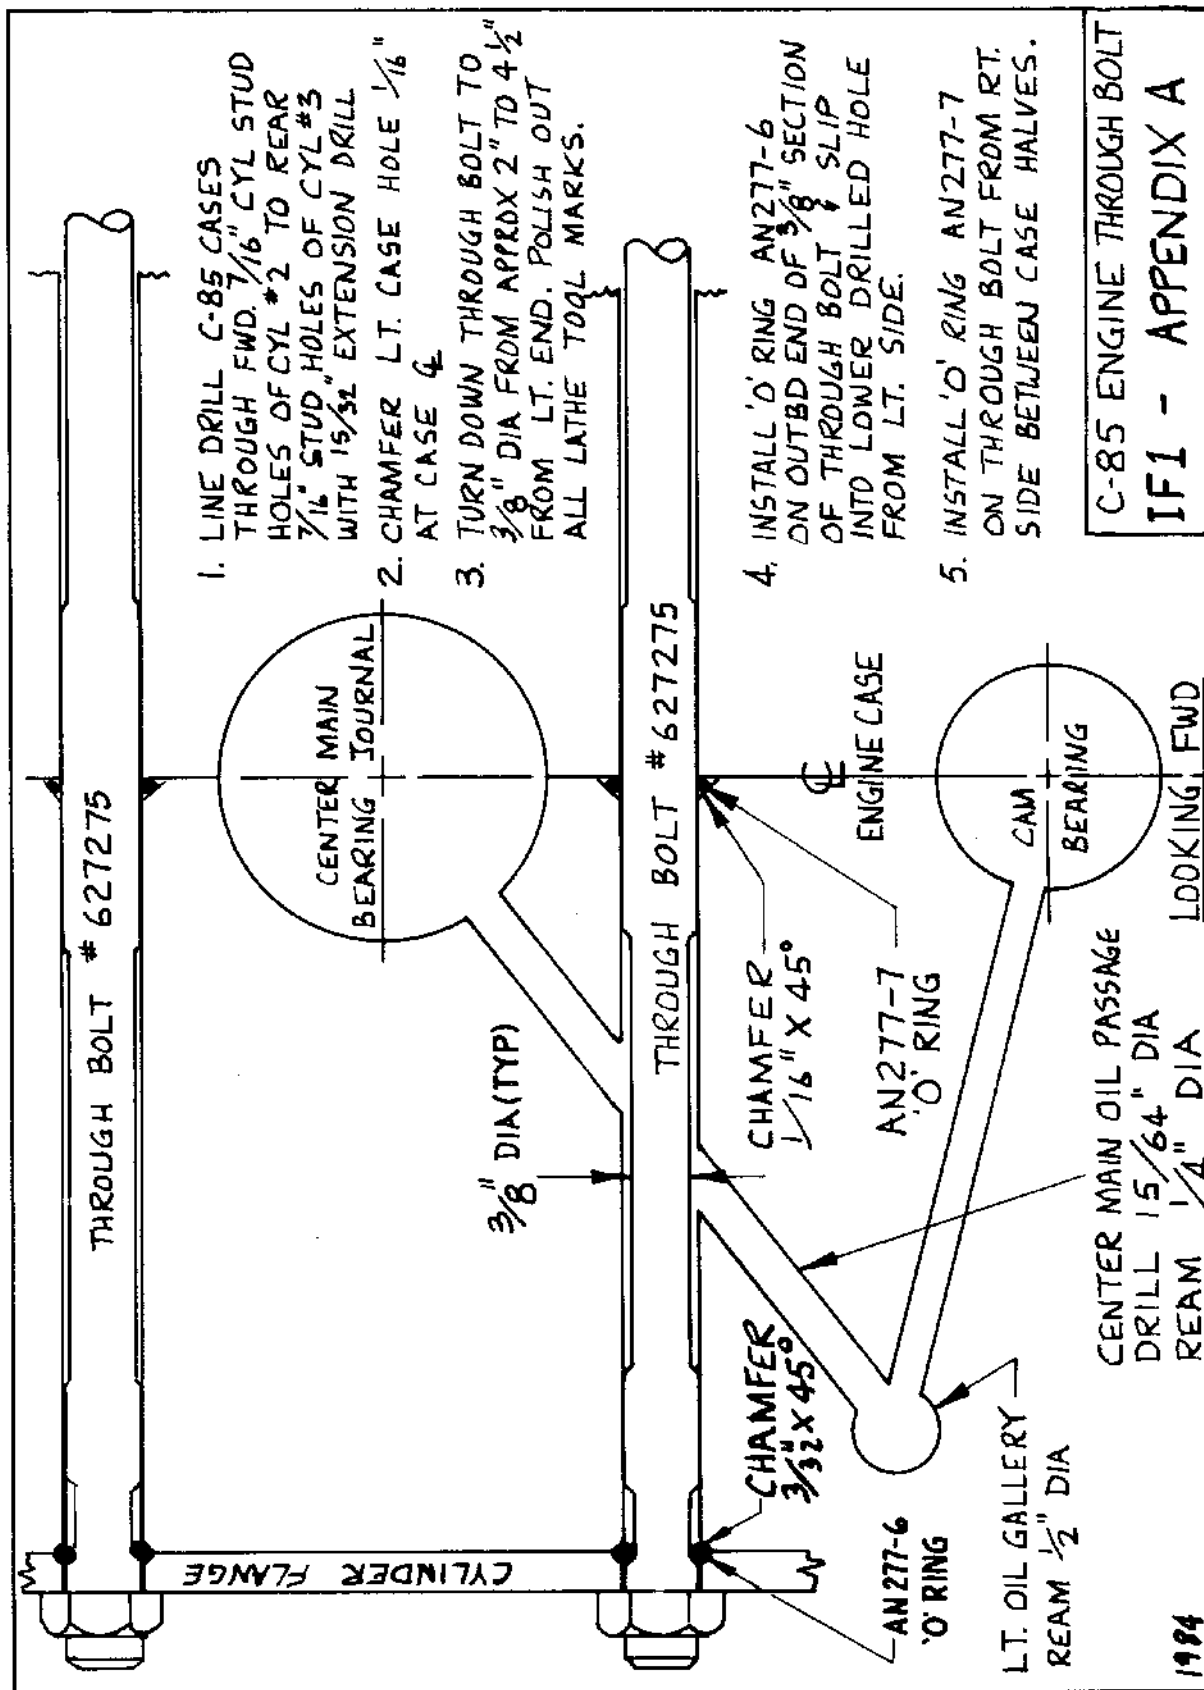 1. LINE DRILL C-85 CASES
THROUGH FWD. 7/16" CYL STUD
HOLES OF CYL #2 TO REAR
7/16" STUD HOLES OF CYL #3
WITH 15/32" EXTENSION DRILL
2. CHAMFER LT. CASE HOLE 1/16"
AT CASE ℄
3. TURN DOWN THROUGH BOLT TO
3/8" DIA FROM APPROX 2" TO 4 1/2"
FROM LT. END. POLISH OUT
ALL LATHE TOOL MARKS.
4. INSTALL 'O' RING AN277-6
ON OUTBD END OF 3/8" SECTION
OF THROUGH BOLT & SLIP
INTO LOWER DRILLED HOLE
FROM LT. SIDE.
5. INSTALL 'O' RING AN277-7
ON THROUGH BOLT FROM RT.
SIDE BETWEEN CASE HALVES.
C-85 ENGINE THROUGH BOLT
IF1 - APPENDIX A
THROUGH BOLT #627275
CENTER MAIN
BEARING JOURNAL
THROUGH BOLT #627275
3/8" DIA (TYP)
℄
ENGINE CASE
CHAMFER
1/16" X 45°
AN277-7
'O' RING
CAM
BEARING
LOOKING FWD
CYLINDER FLANGE
CHAMFER
3/32" X 45°
AN277-6
'O' RING
LT. OIL GALLERY
REAM 1/2" DIA
CENTER MAIN OIL PASSAGE
DRILL 15/64" DIA
REAM 1/4" DIA
1984